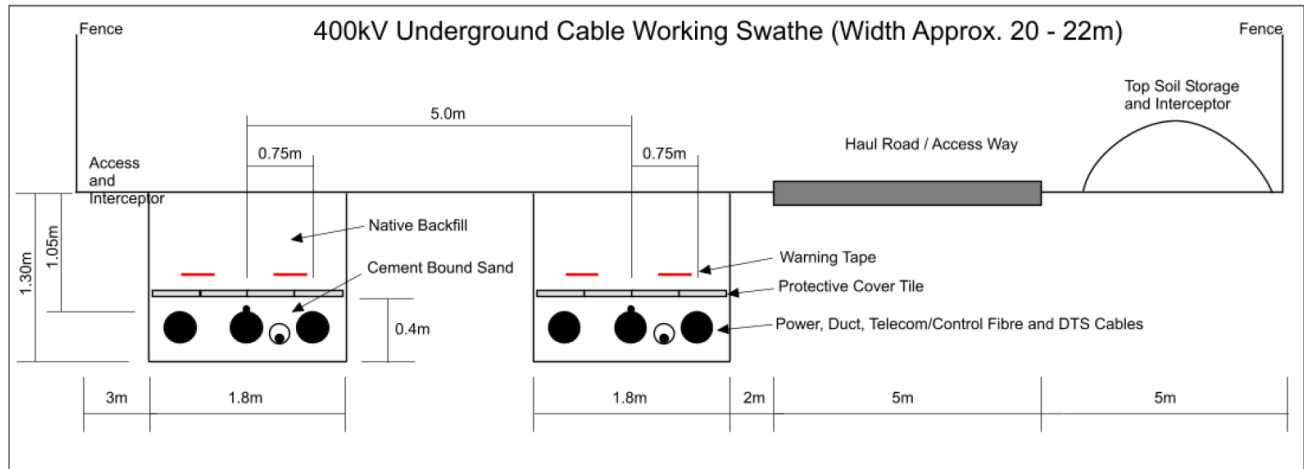 Fence
400kV Underground Cable Working Swathe (Width Approx. 20 - 22m)
Fence
Top Soil Storage
and Interceptor
5.0m
Haul Road / Access Way
0.75m
0.75m
Access
and
Interceptor
1.30m
1.05m
Native Backfill
Warning Tape
Cement Bound Sand
Protective Cover Tile
0.4m
Power, Duct, Telecom/Control Fibre and DTS Cables
3m
1.8m
1.8m
2m
5m
5m